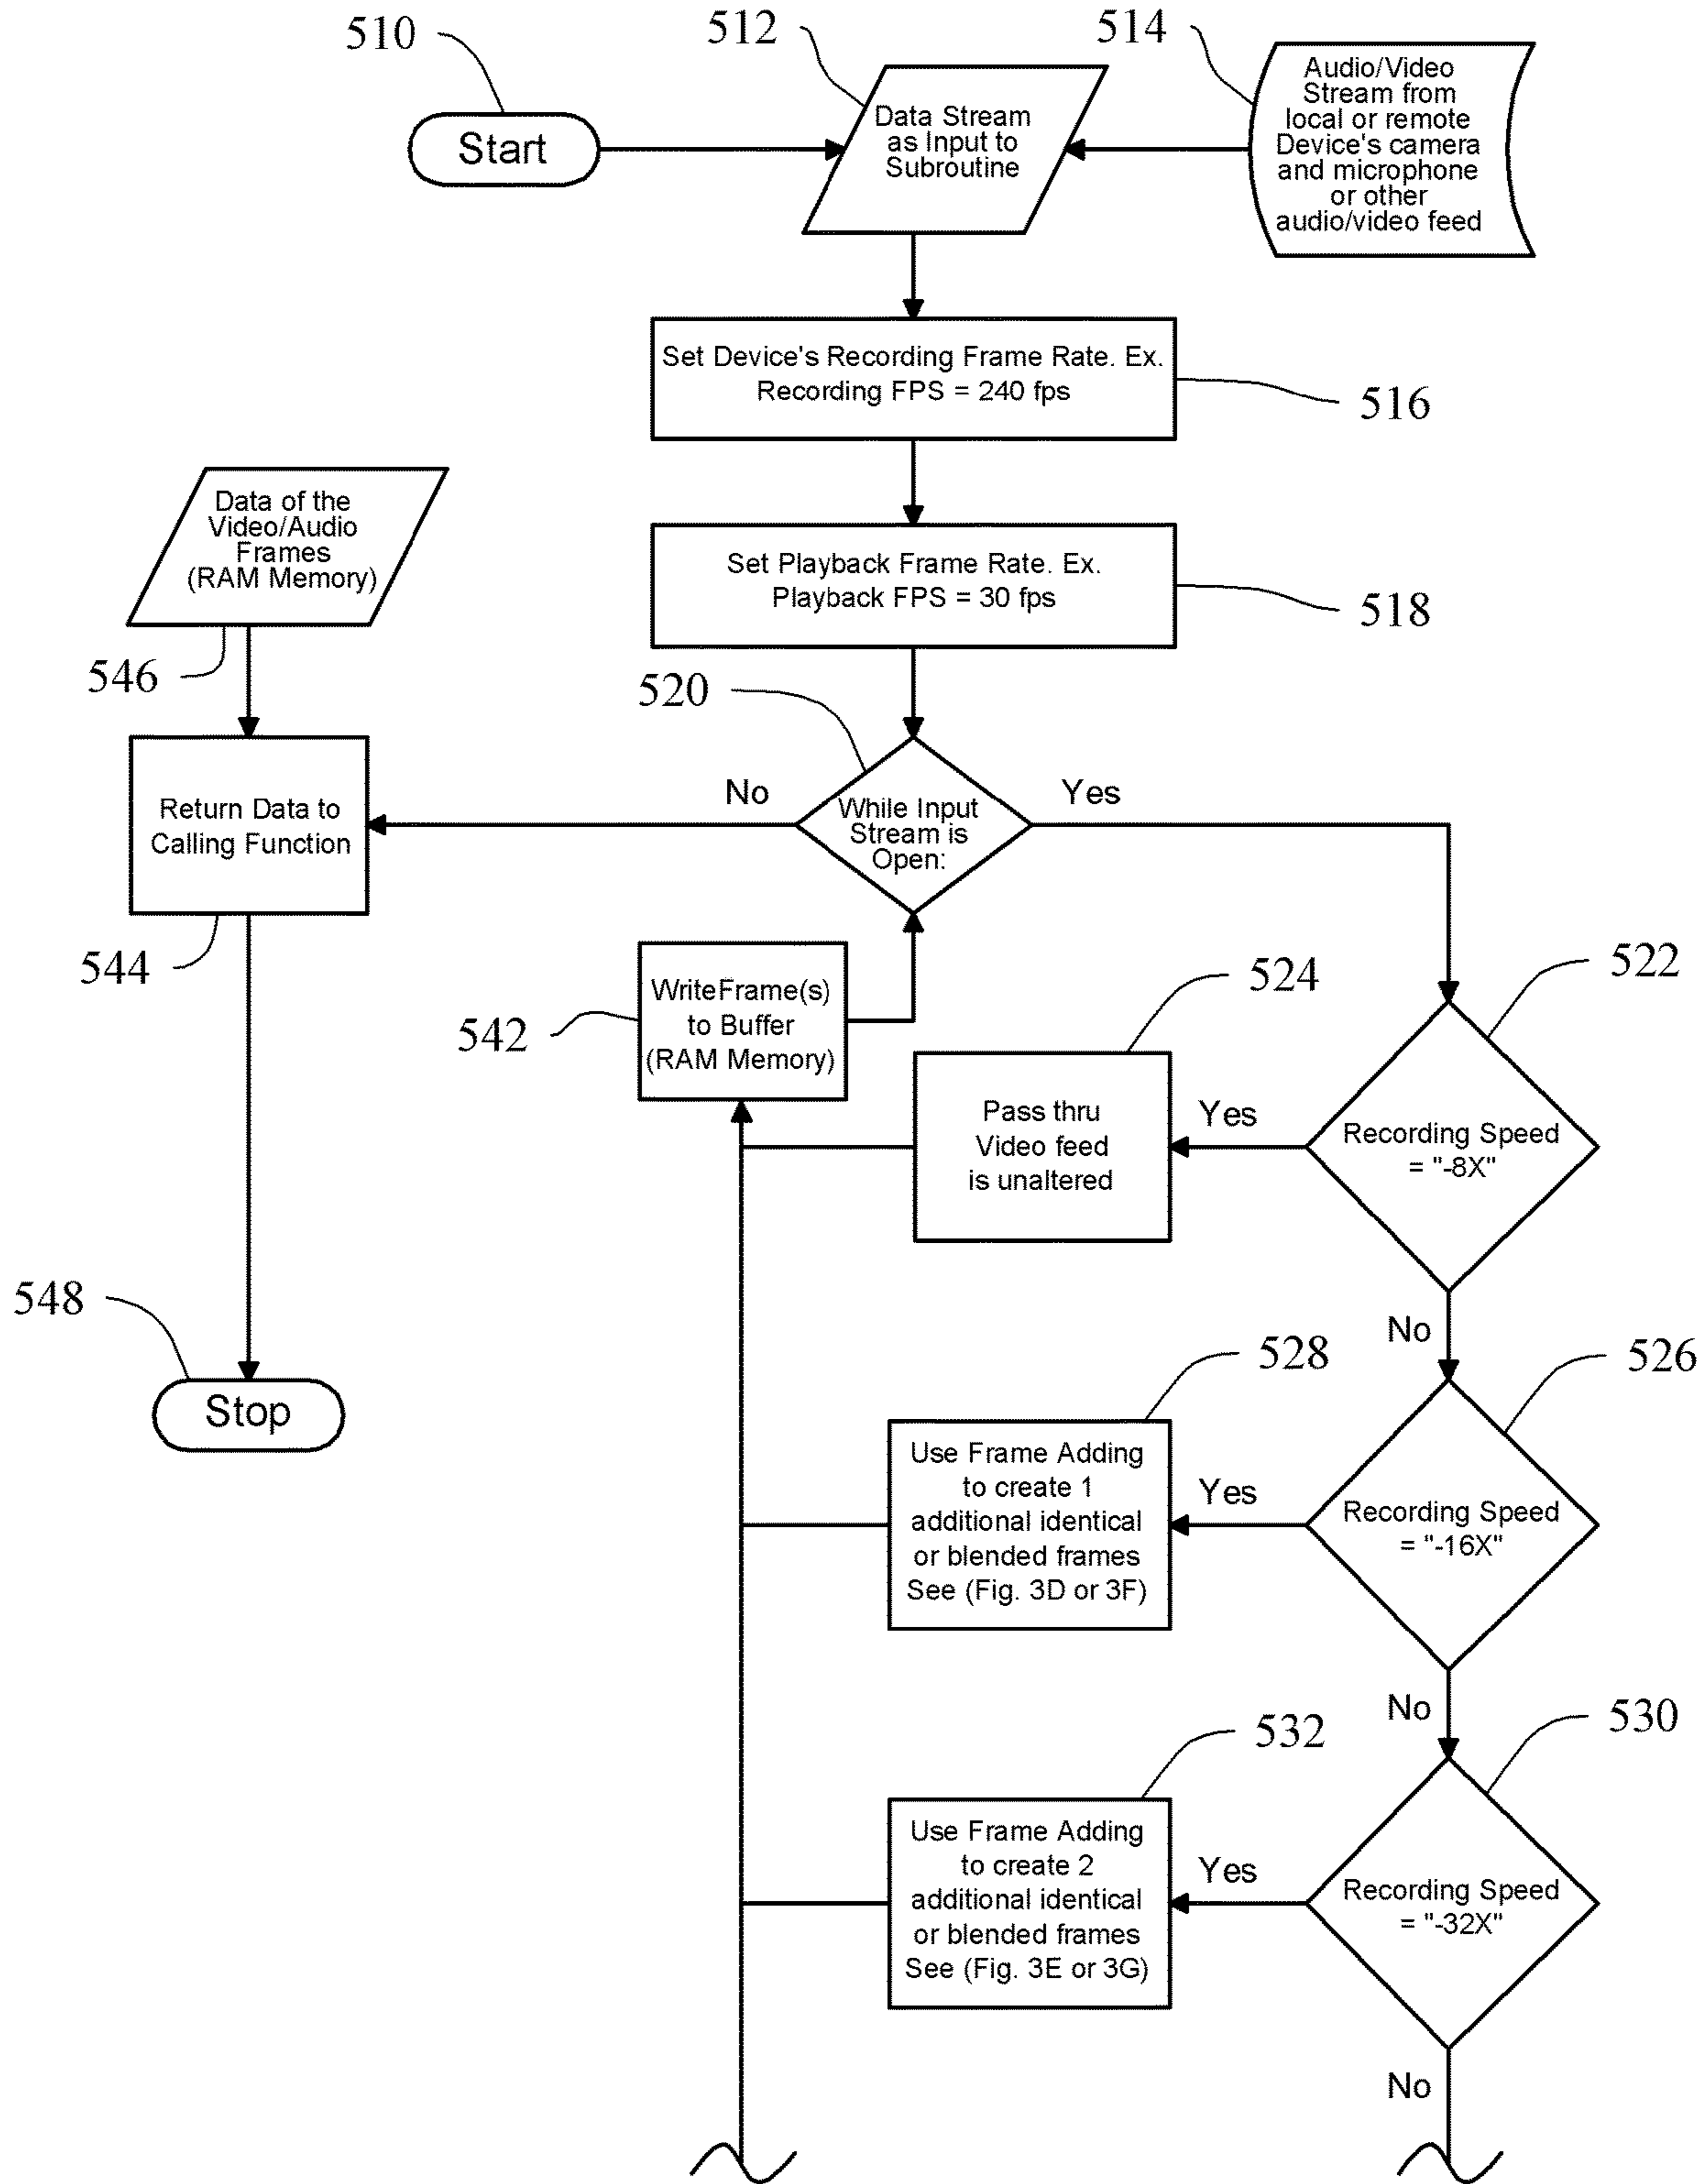 510
512
514
Start
Data Stream
as Input to
Subroutine
Audio/Video
Stream from
local or remote
Device's camera
and microphone
or other
audio/video feed
Set Device's Recording Frame Rate. Ex.
Recording FPS = 240 fps
516
Set Playback Frame Rate. Ex.
Playback FPS = 30 fps
518
Data of the
Video/Audio
Frames
(RAM Memory)
546
520
No
Yes
While Input
Stream is
Open:
Return Data to
Calling Function
544
WriteFrame(s)
to Buffer
(RAM Memory)
542
524
522
Pass thru
Video feed
is unaltered
Yes
Recording Speed
= "-8X"
No
548
Stop
528
526
Use Frame Adding
to create 1
additional identical
or blended frames
See (Fig. 3D or 3F)
Yes
Recording Speed
= "-16X"
No
532
530
Use Frame Adding
to create 2
additional identical
or blended frames
See (Fig. 3E or 3G)
Yes
Recording Speed
= "-32X"
No